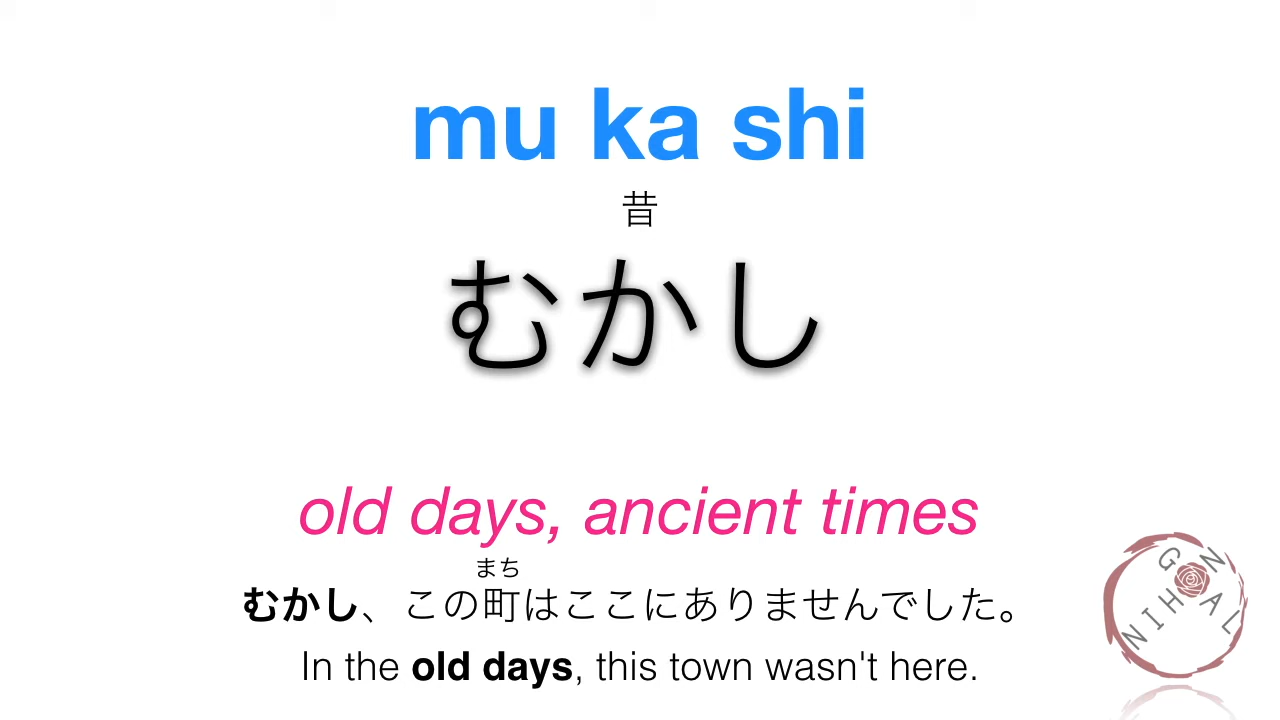 mu ka shi
昔
むかし
old days, ancient times
まち
むかし、この町はここにありませんでした。
In the old days, this town wasn't here.
NIHONGAL